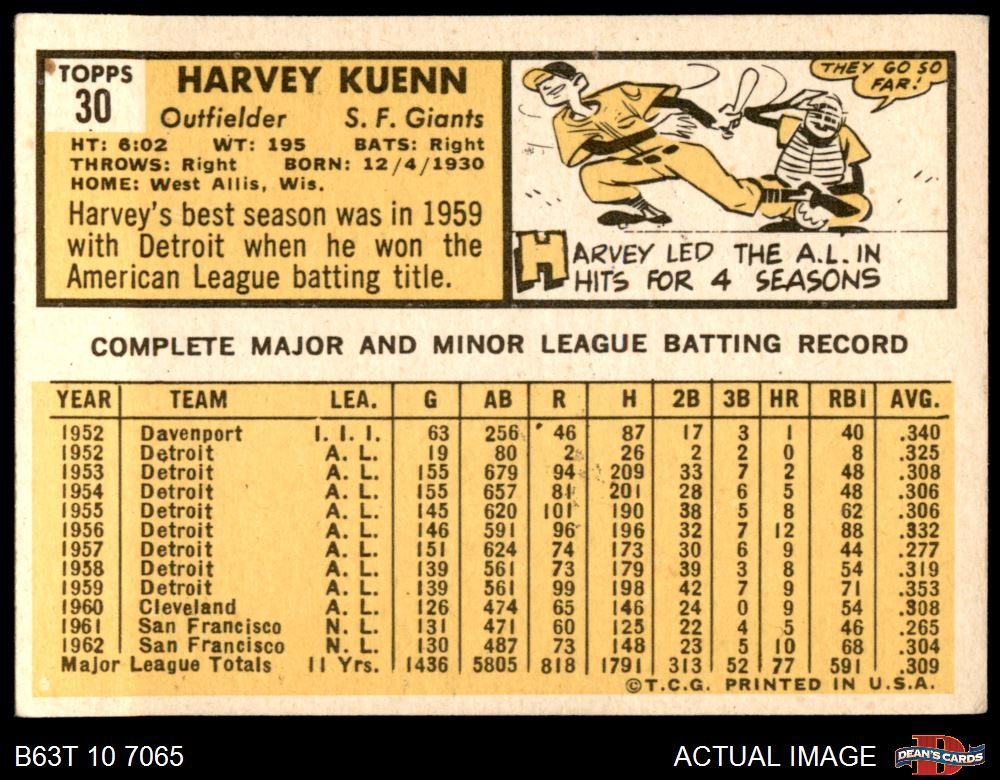 TOPPS
30
HARVEY KUENN
Outfielder S. F. Giants
HT: 6:02 WT: 195 BATS: Right
THROWS: Right BORN: 12/4/1930
HOME: West Allis, Wis.
Harvey's best season was in 1959
with Detroit when he won the
American League batting title.
THEY GO SO
FAR!
HARVEY LED THE A.L. IN
HITS FOR 4 SEASONS
COMPLETE MAJOR AND MINOR LEAGUE BATTING RECORD
YEAR TEAM LEA. G AB R H 2B 3B HR RBI AVG.
1952 Davenport I. I. I. 63 256 46 87 17 3 1 40 .340
1952 Detroit A. L. 19 80 2 26 2 2 0 8 .325
1953 Detroit A. L. 155 679 94 209 33 7 2 48 .308
1954 Detroit A. L. 155 657 81 201 28 6 5 48 .306
1955 Detroit A. L. 145 620 101 190 38 5 8 62 .306
1956 Detroit A. L. 146 591 96 196 32 7 12 88 .332
1957 Detroit A. L. 151 624 74 173 30 6 9 44 .277
1958 Detroit A. L. 139 561 73 179 39 3 8 54 .319
1959 Detroit A. L. 139 561 99 198 42 7 9 71 .353
1960 Cleveland A. L. 126 474 65 146 24 0 9 54 .308
1961 San Francisco N. L. 131 471 60 125 22 4 5 46 .265
1962 San Francisco N. L. 130 487 73 148 23 5 10 68 .304
Major League Totals 11 Yrs. 1436 5805 818 1791 313 52 77 591 .309
©T.C.G. PRINTED IN U.S.A.
B63T 10 7065 ACTUAL IMAGE
DEAN'S CARDS